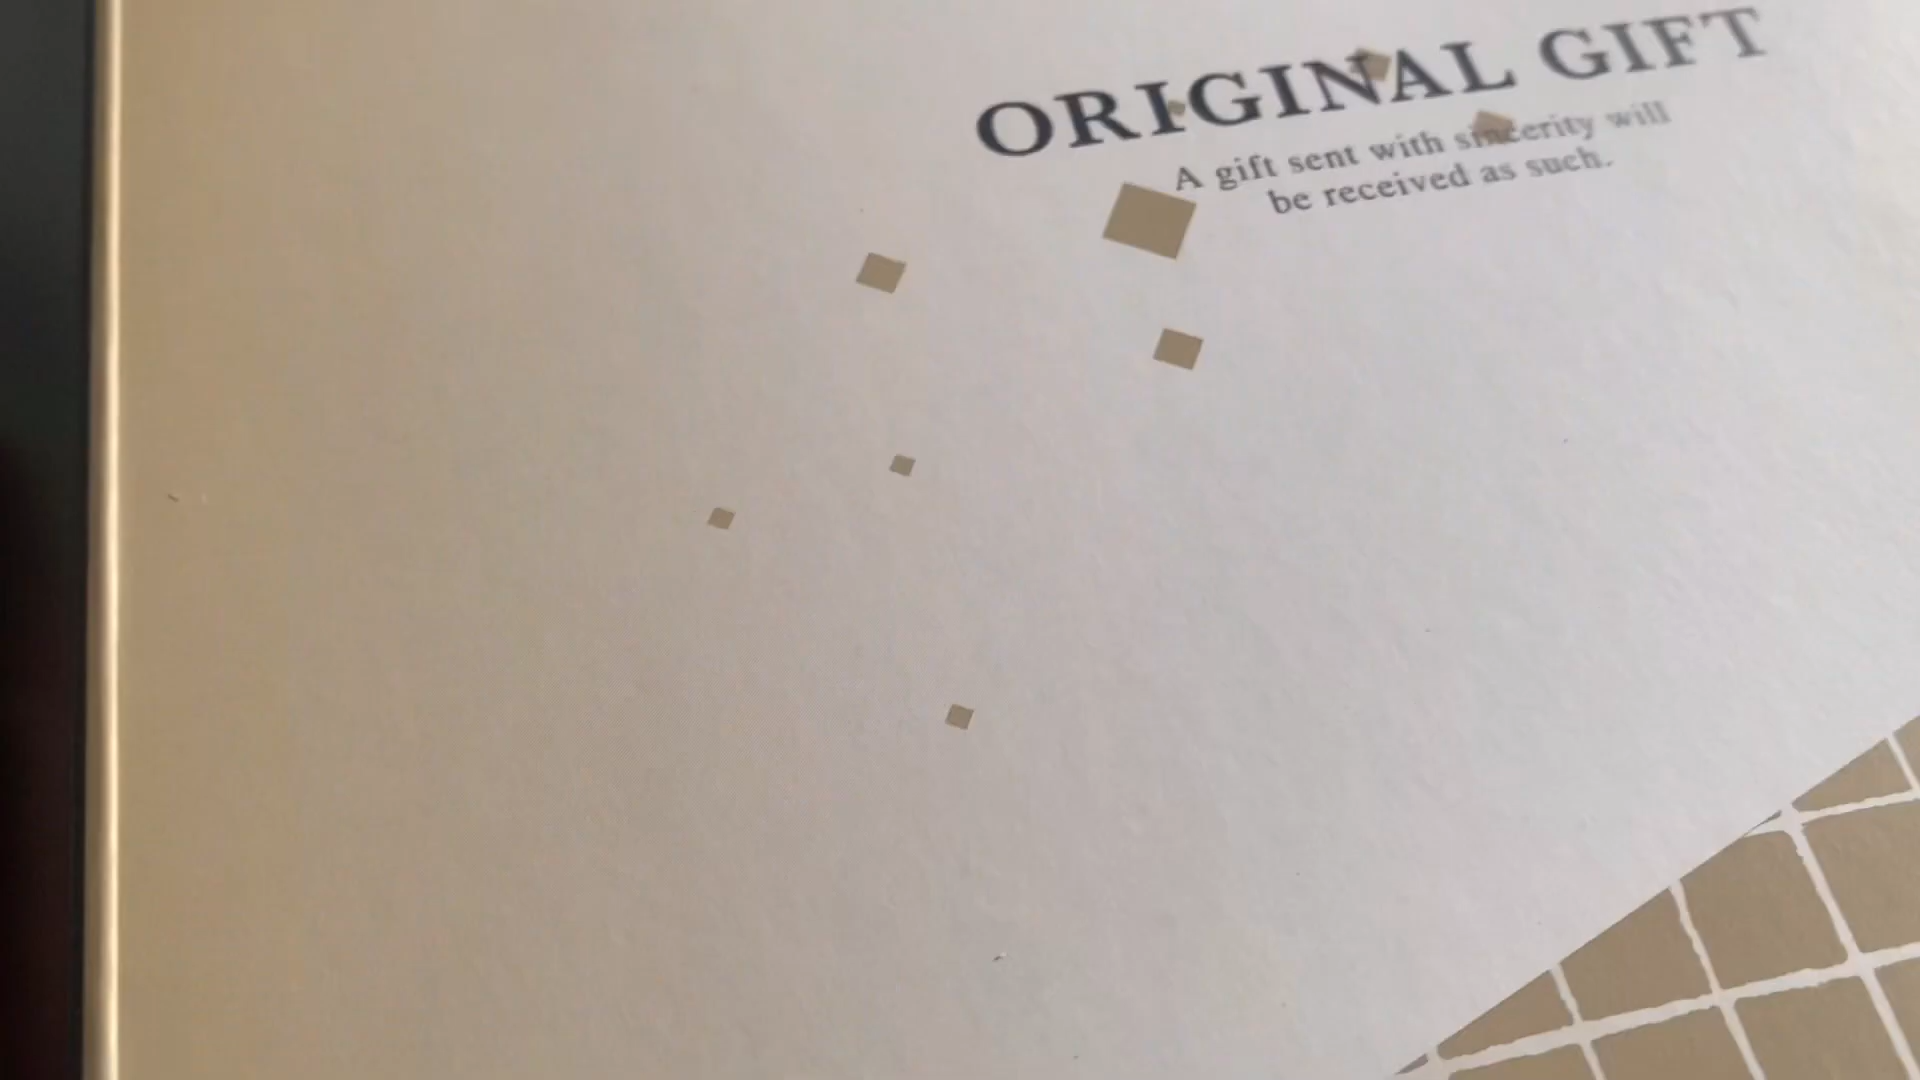 ORIGINAL GIFT
A gift sent with sincerity will
be received as such.